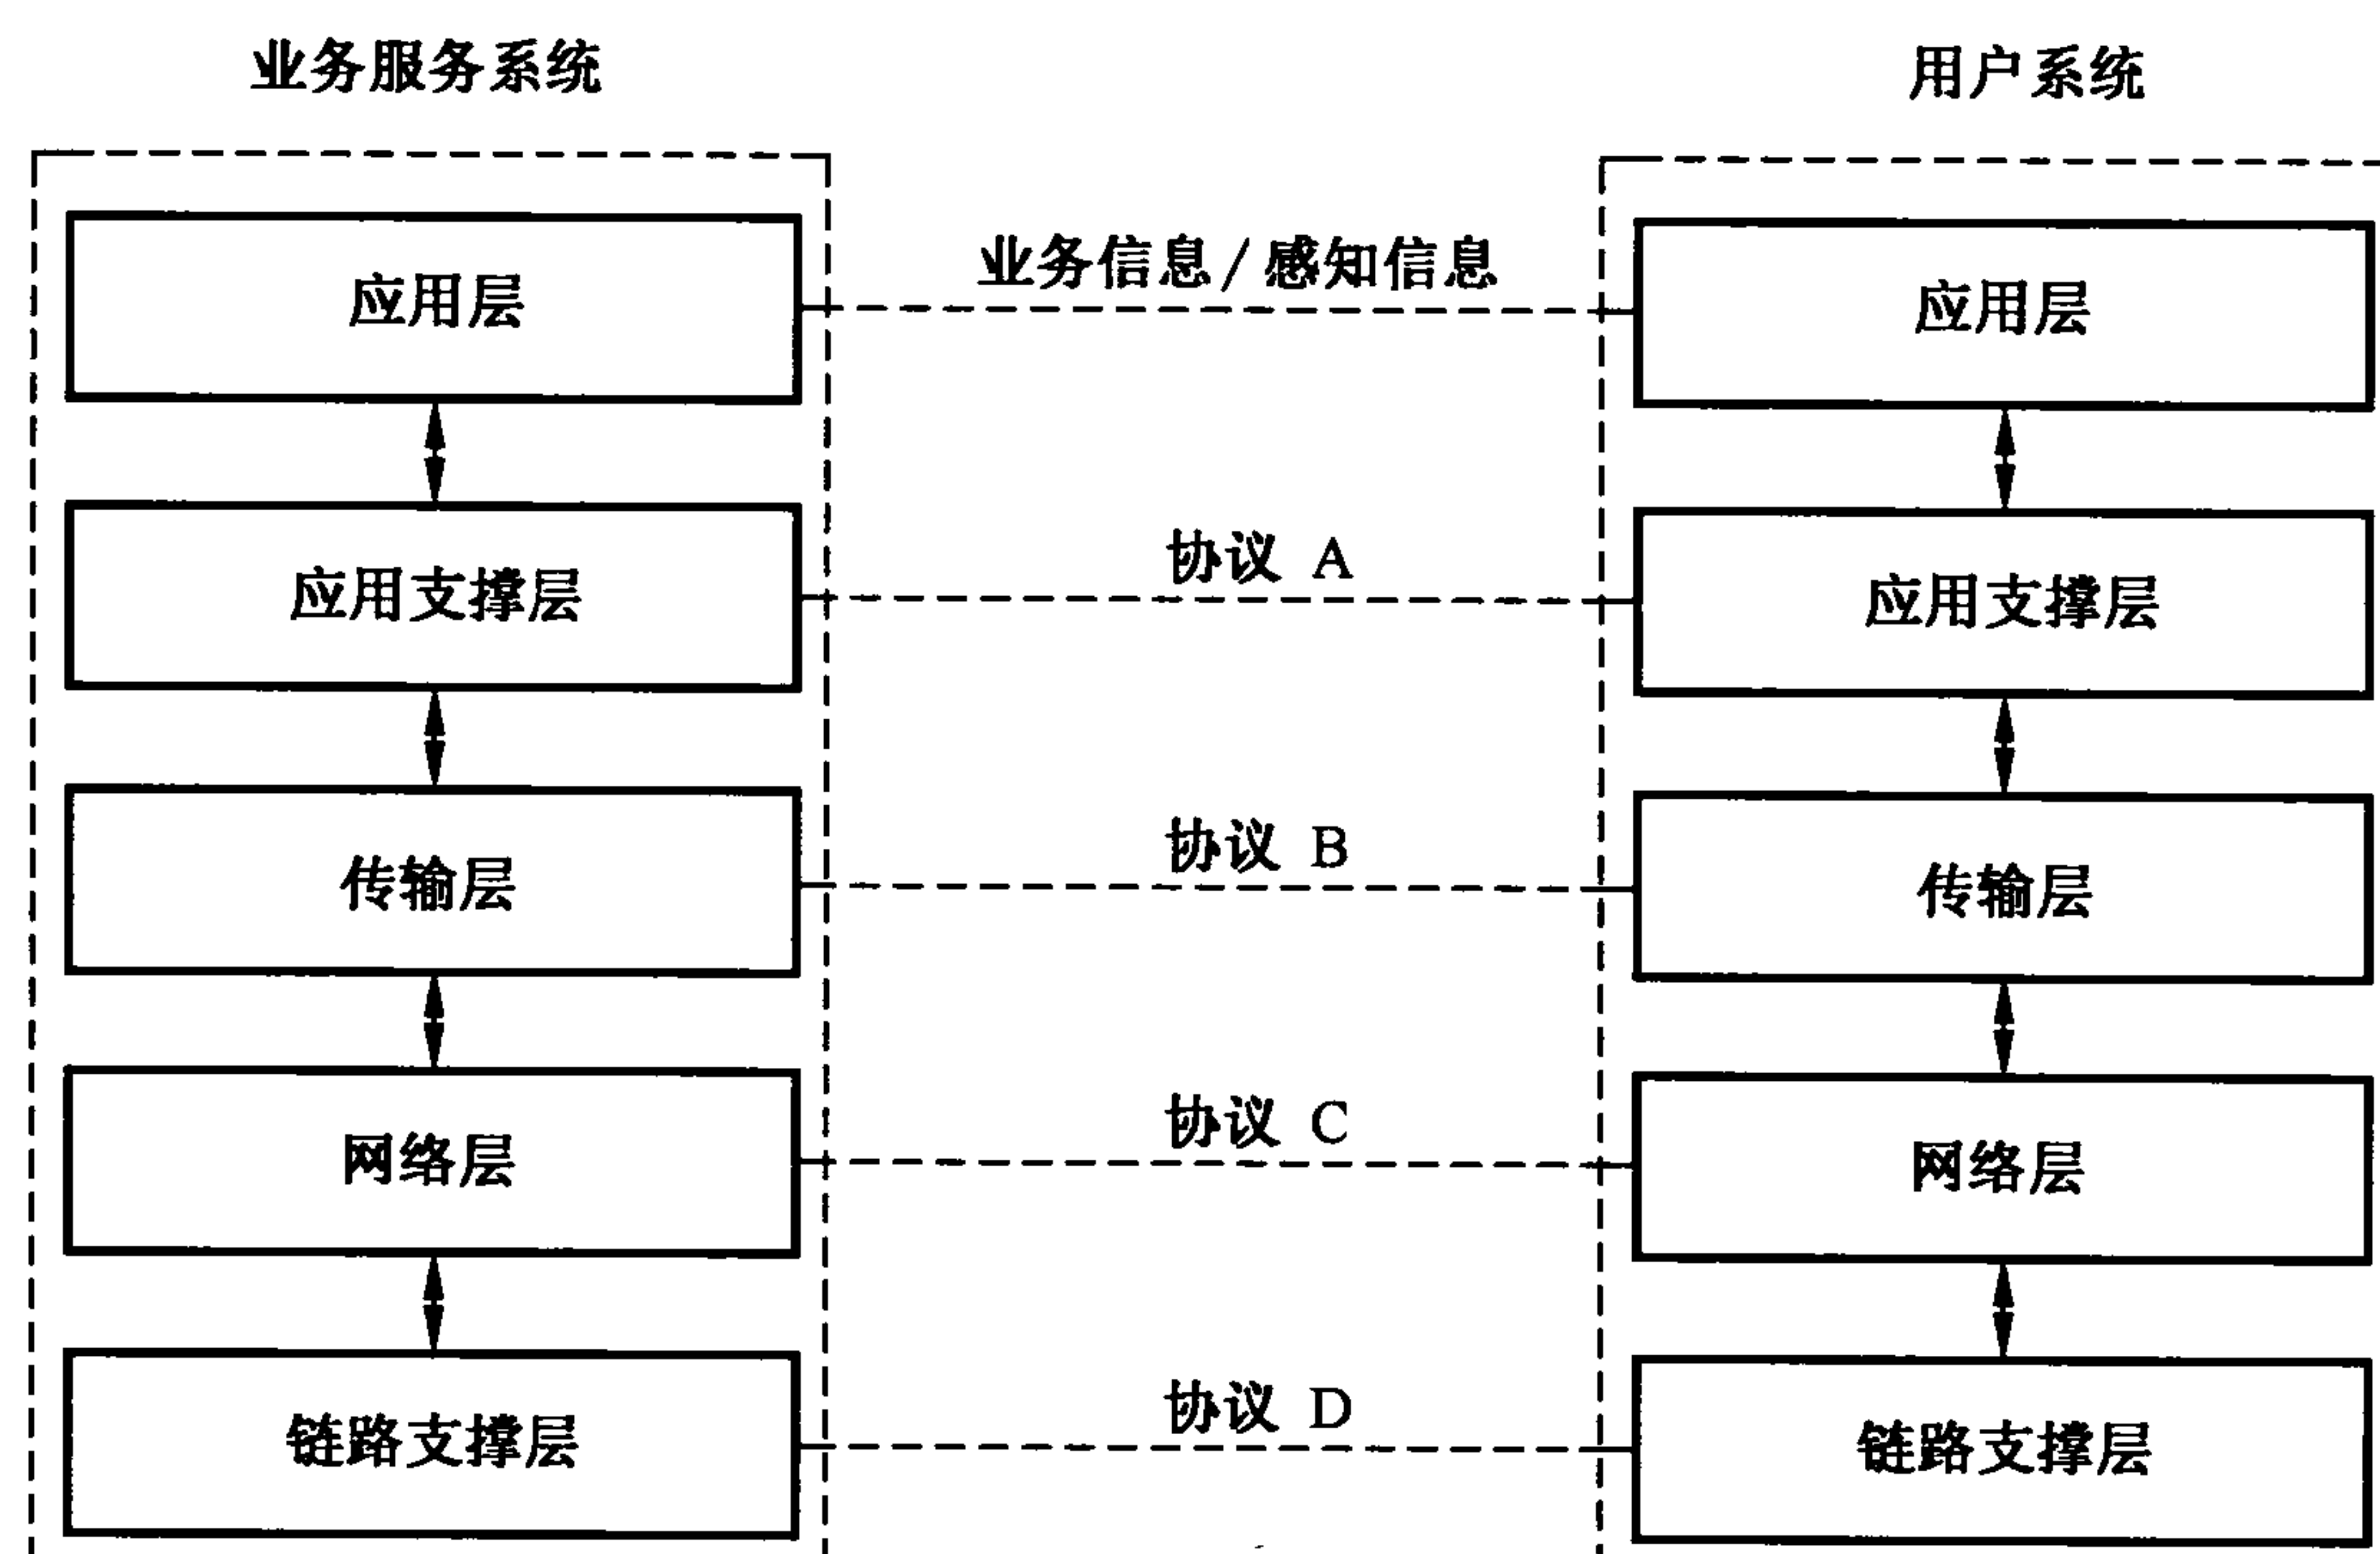 业务服务系统
用户系统
应用层
业务信息/感知信息
应用层
应用支撑层
协议 A
应用支撑层
传输层
协议 B
传输层
网络层
协议 C
网络层
链路支撑层
协议 D
链路支撑层